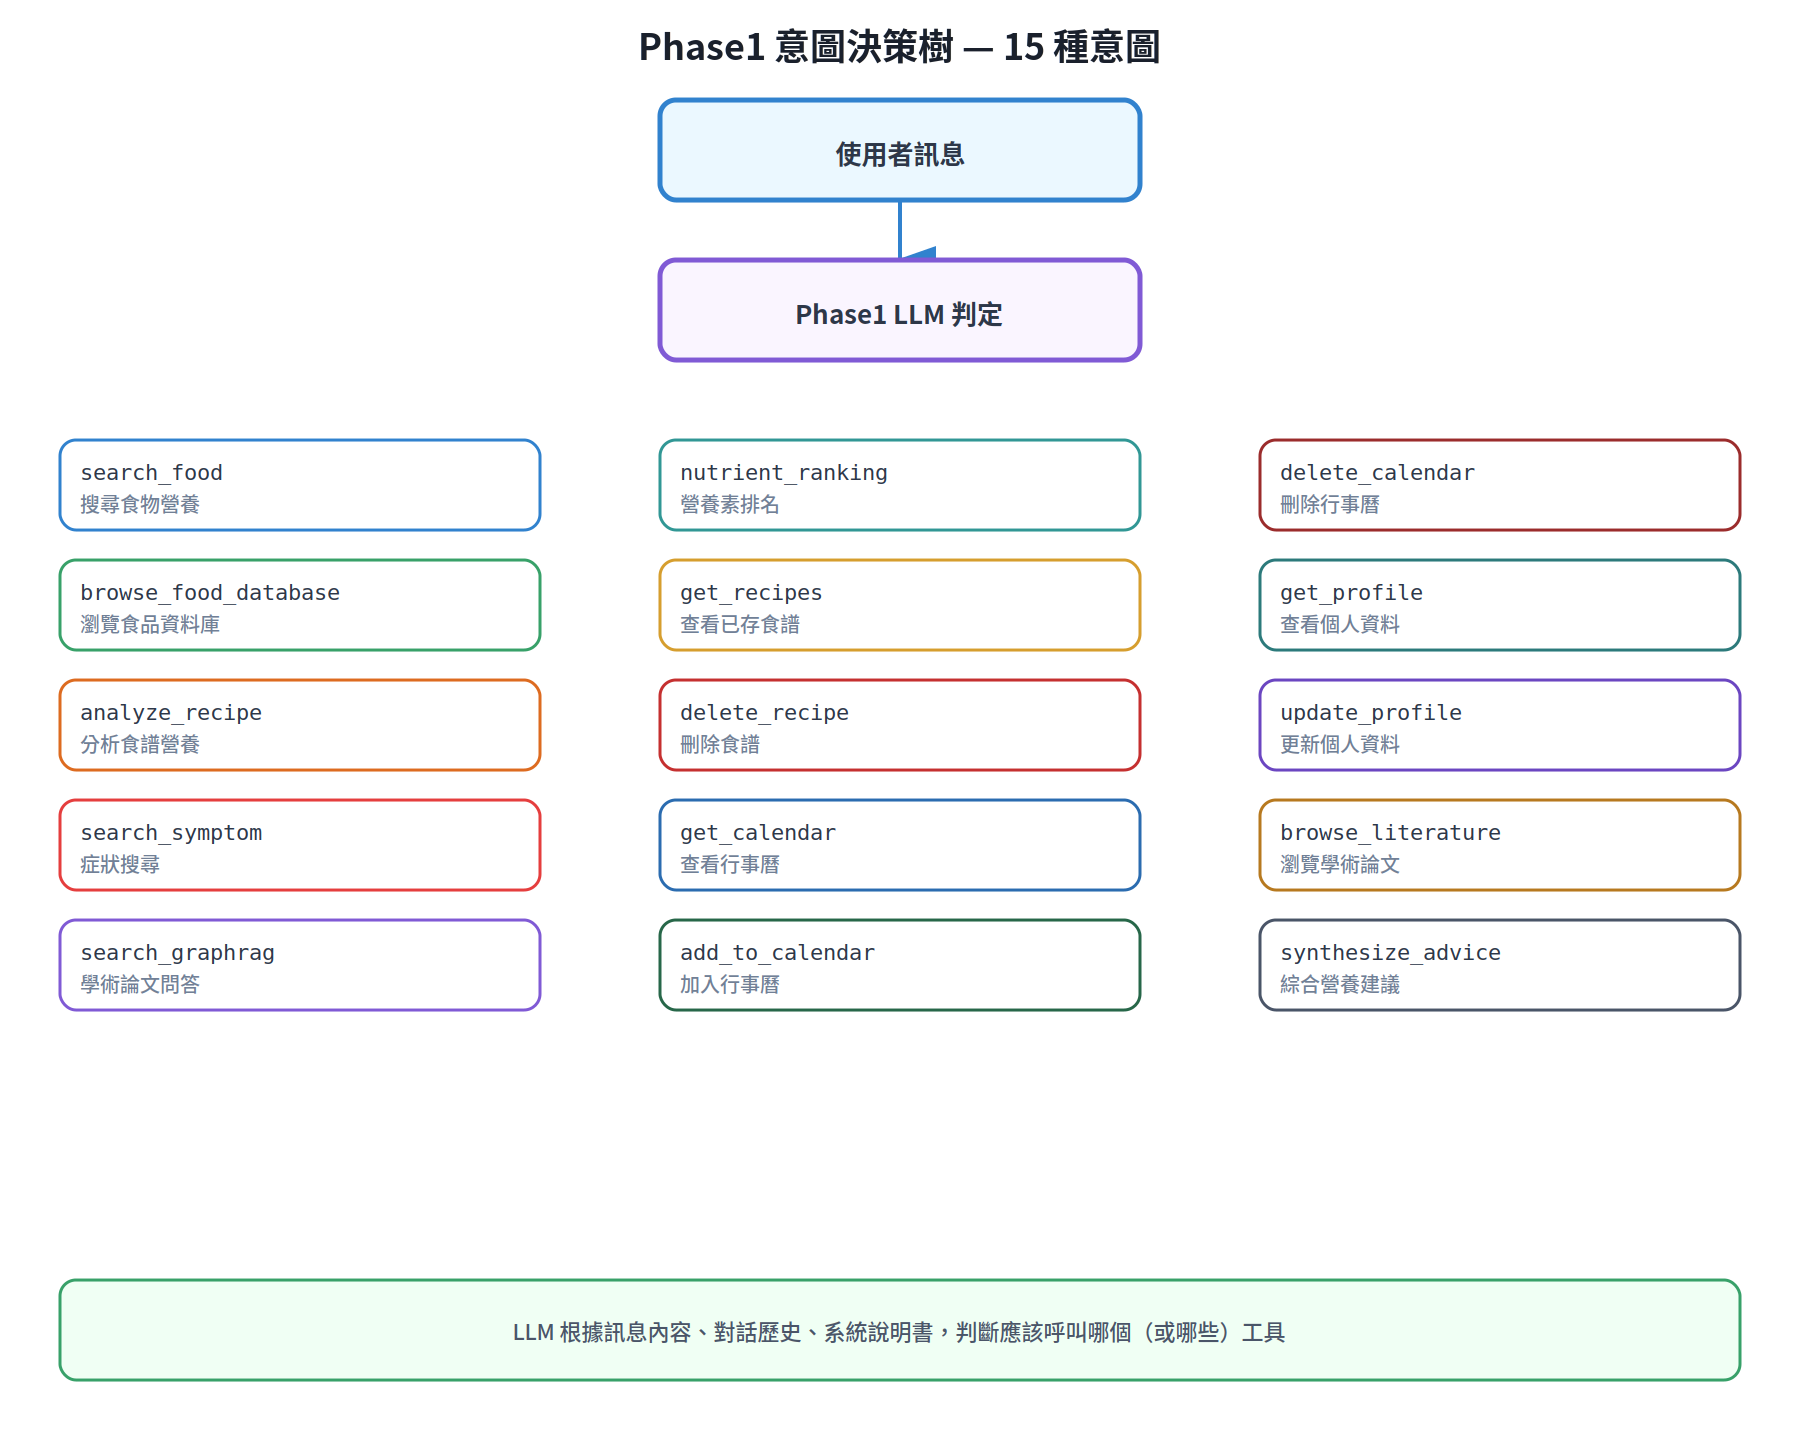 Phase1 意圖決策樹 — 15 種意圖
使用者訊息
Phase1 LLM 判定
search_food
搜尋食物營養
browse_food_database
瀏覽食品資料庫
analyze_recipe
分析食譜營養
search_symptom
症狀搜尋
search_graphrag
學術論文問答
nutrient_ranking
營養素排名
get_recipes
查看已存食譜
delete_recipe
刪除食譜
get_calendar
查看行事曆
add_to_calendar
加入行事曆
delete_calendar
刪除行事曆
get_profile
查看個人資料
update_profile
更新個人資料
browse_literature
瀏覽學術論文
synthesize_advice
綜合營養建議
LLM 根據訊息內容、對話歷史、系統說明書，判斷應該呼叫哪個（或哪些）工具